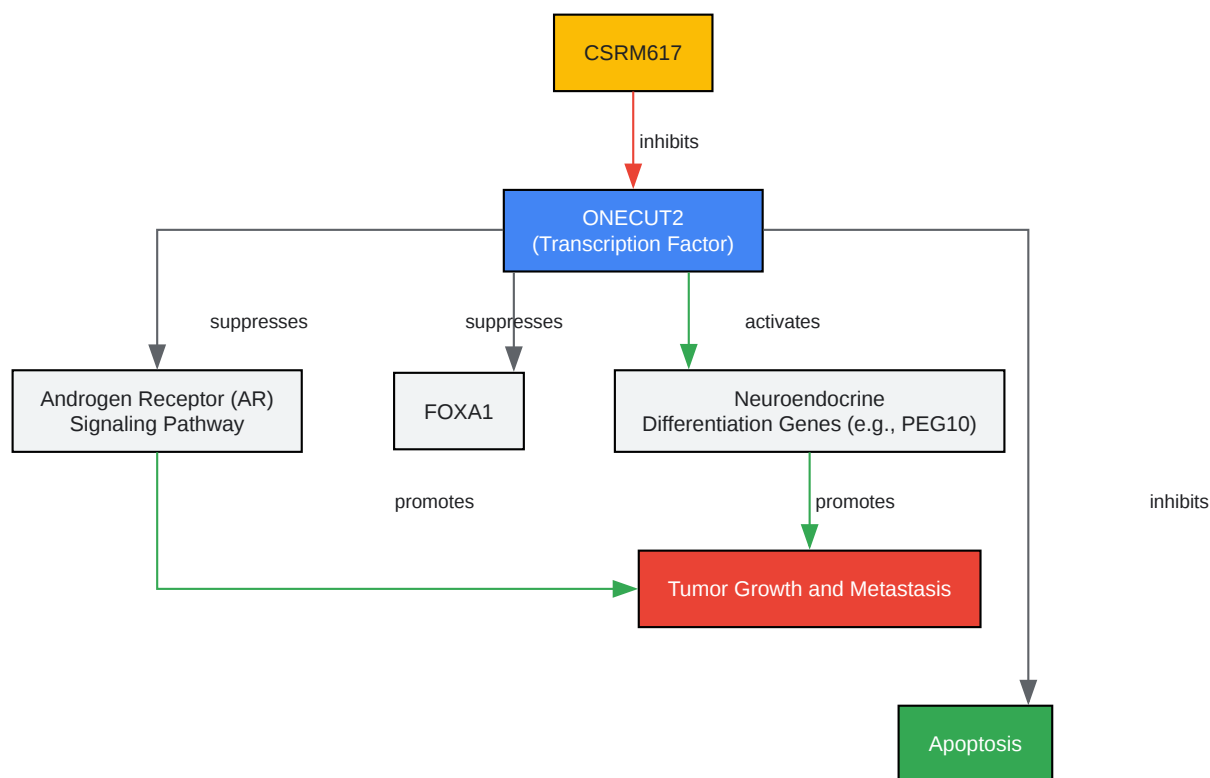 CSRM617
inhibits
ONECUT2
(Transcription Factor)
suppresses
suppresses
activates
Androgen Receptor (AR)
Signaling Pathway
FOXA1
Neuroendocrine
Differentiation Genes (e.g., PEG10)
promotes
promotes
inhibits
Tumor Growth and Metastasis
Apoptosis